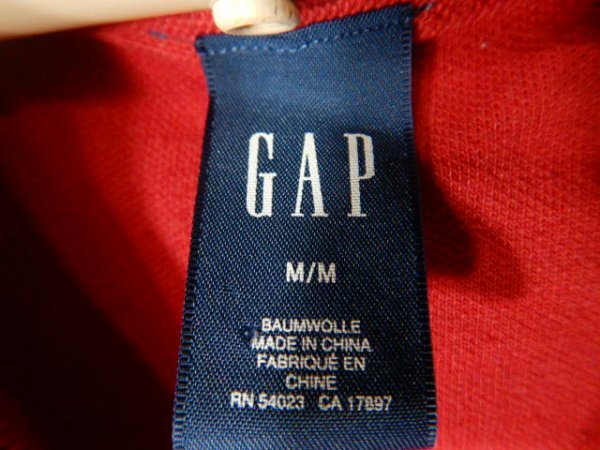 GAP
M/M
BAUMWOLLE
MADE IN CHINA
FABRIQUÉ EN
CHINE
RN 54023 CA 17897